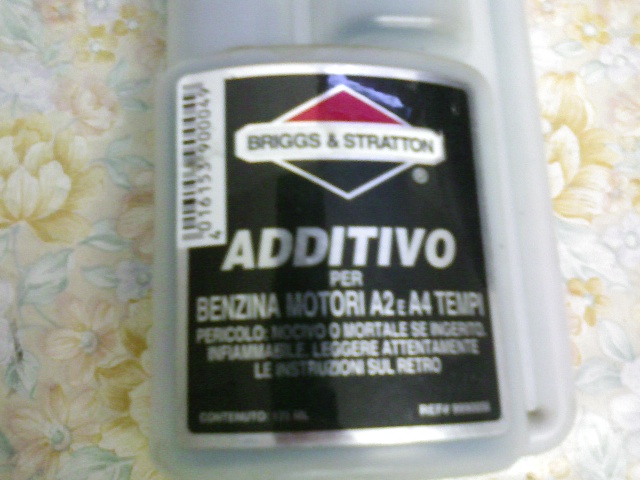 BRIGGS & STRATTON
®
ADDITIVO
PER
BENZINA MOTORI A2 E A4 TEMPI
PERICOLO: NOCIVO O MORTALE SE INGERITO.
INFIAMMABILE. LEGGERE ATTENTAMENTE
LE ISTRUZIONI SUL RETRO
CONTENUTO: ML
REF#